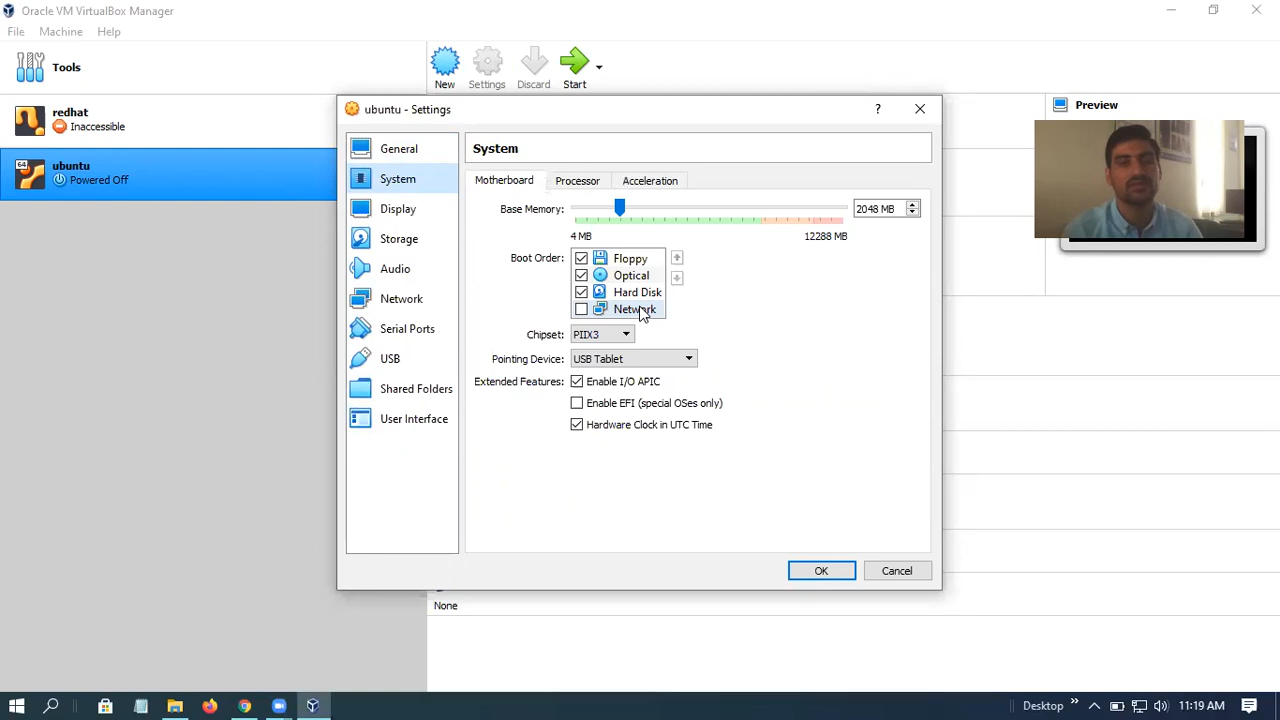 Oracle VM VirtualBox Manager
File Machine Help
Tools
New Settings Discard Start
redhat
Inaccessible
64
ubuntu
Powered Off
Preview
ubuntu - Settings
?
General
System
Display
Storage
Audio
Network
Serial Ports
USB
Shared Folders
User Interface
System
Motherboard Processor Acceleration
Base Memory: 2048 MB
4 MB 12288 MB
Boot Order: Floppy
Optical
Hard Disk
Network
Chipset: PIIX3
Pointing Device: USB Tablet
Extended Features: Enable I/O APIC
Enable EFI (special OSes only)
Hardware Clock in UTC Time
OK Cancel
None
Desktop 11:19 AM